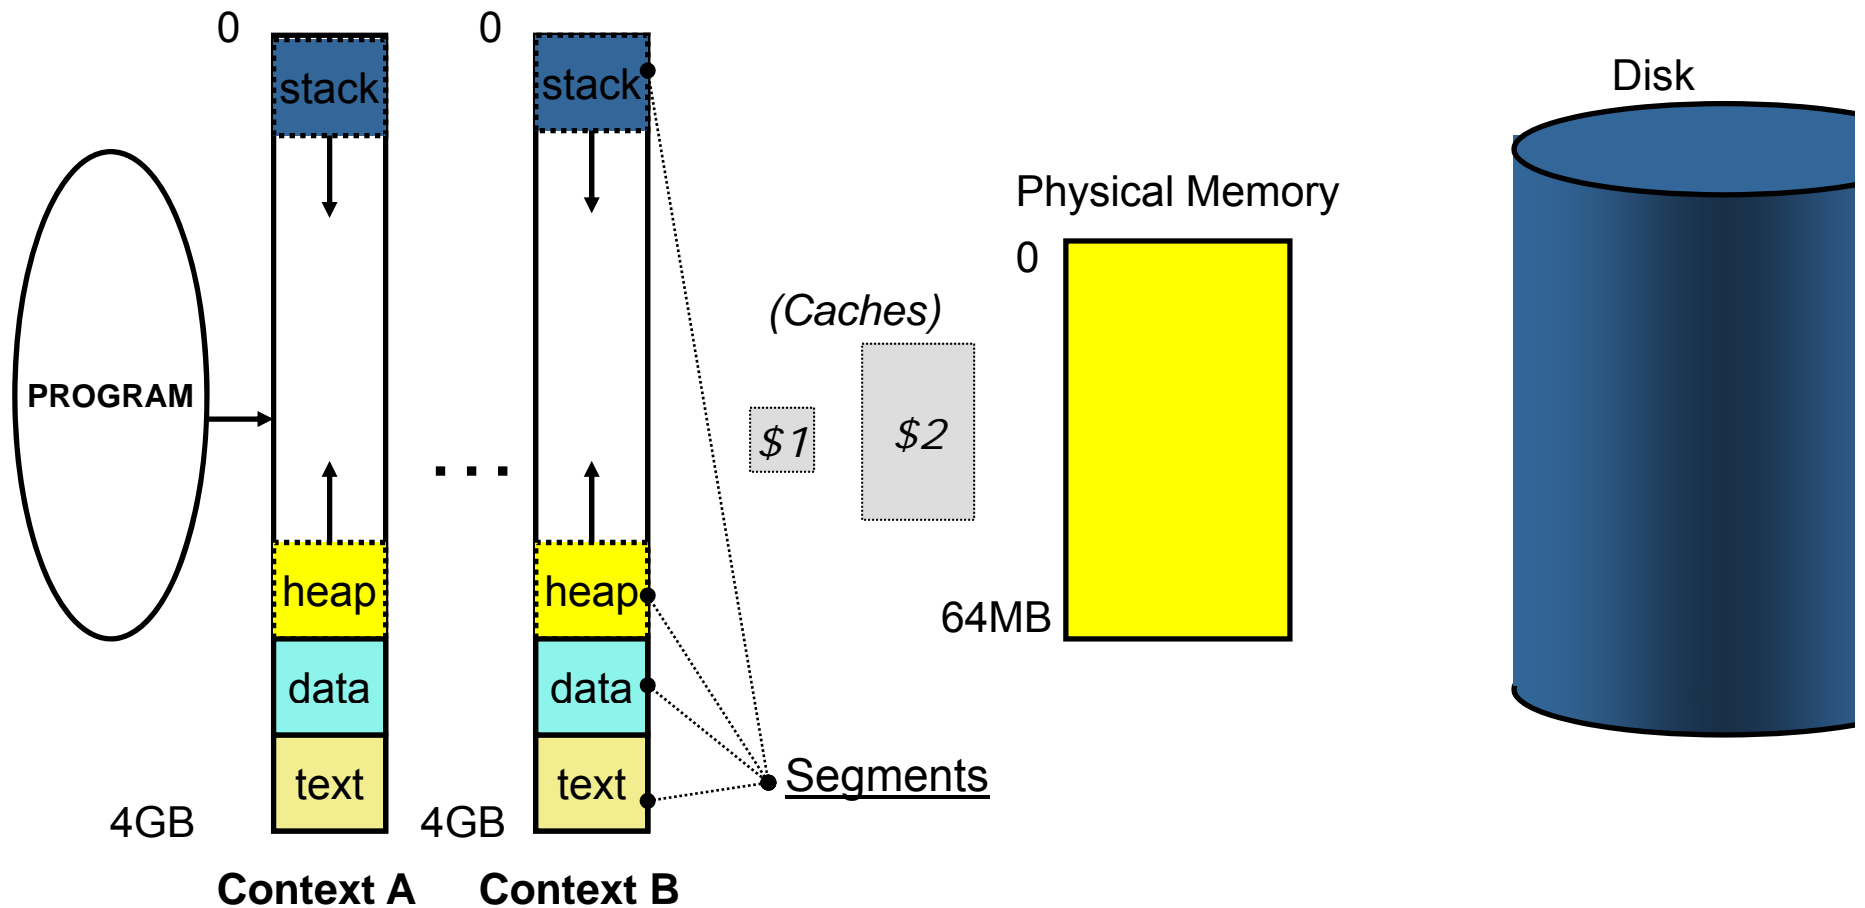 0
0
stack
stack
Disk
Physical Memory
0
(Caches)
PROGRAM
$1
$2
. . .
heap
heap
64MB
data
data
text
text
Segments
4GB
4GB
Context A
Context B